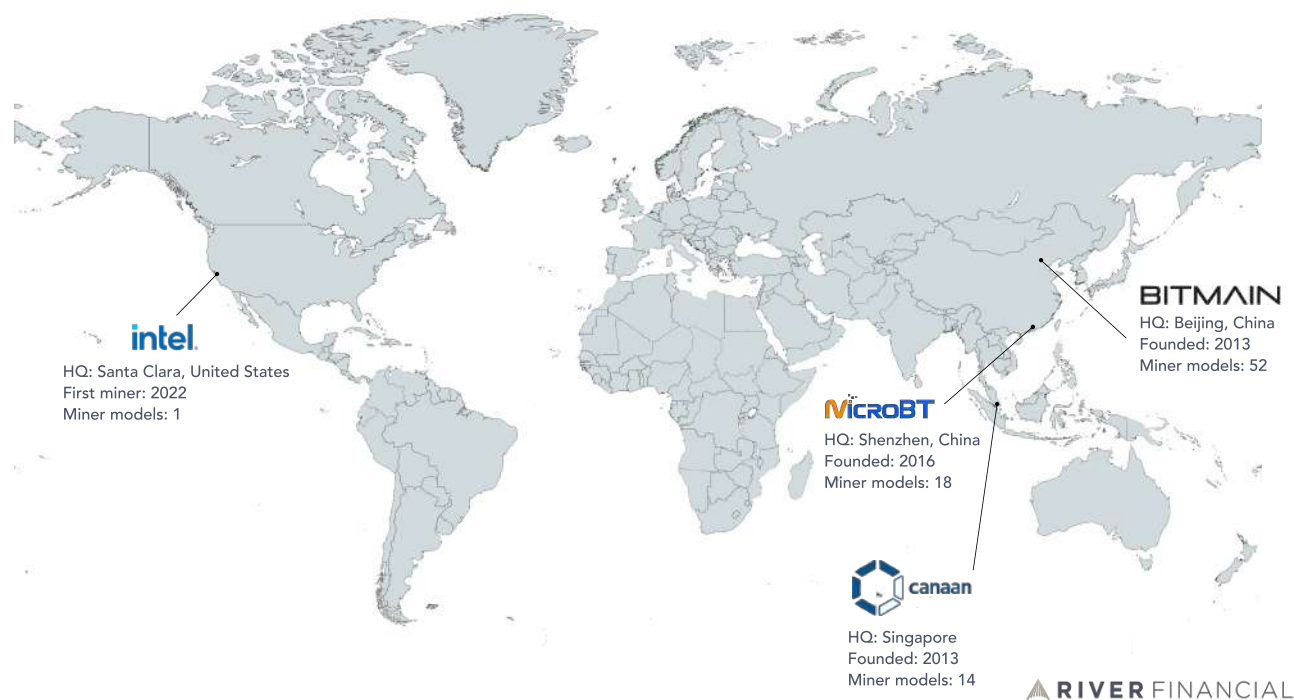 intel.
HQ: Santa Clara, United States
First miner: 2022
Miner models: 1
BITMAIN
HQ: Beijing, China
Founded: 2013
Miner models: 52
MICROBT
HQ: Shenzhen, China
Founded: 2016
Miner models: 18
canaan
HQ: Singapore
Founded: 2013
Miner models: 14
RIVER FINANCIAL